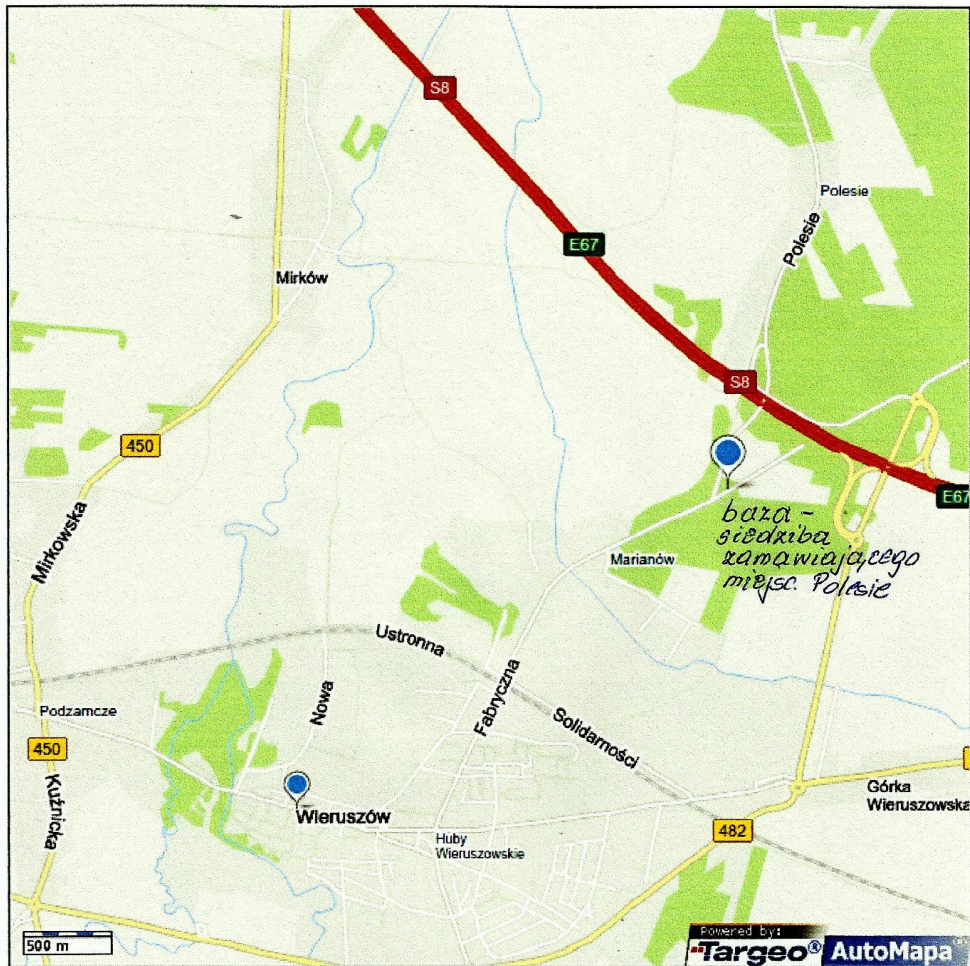 S8
Polesie
Polesie
E67
Mirków
S8
450
E67
baza -
siedziba
zamawiającego
miejsc. Polesie
Mirkowska
Marianów
Ustronna
Nowa
Fabryczna
Solidarności
Podzamcze
450
Kuźnicka
Wieruszów
Górka
Wieruszowska
482
Huby
Wieruszowskie
500 m
Powered by:
Targeo® AutoMapa®